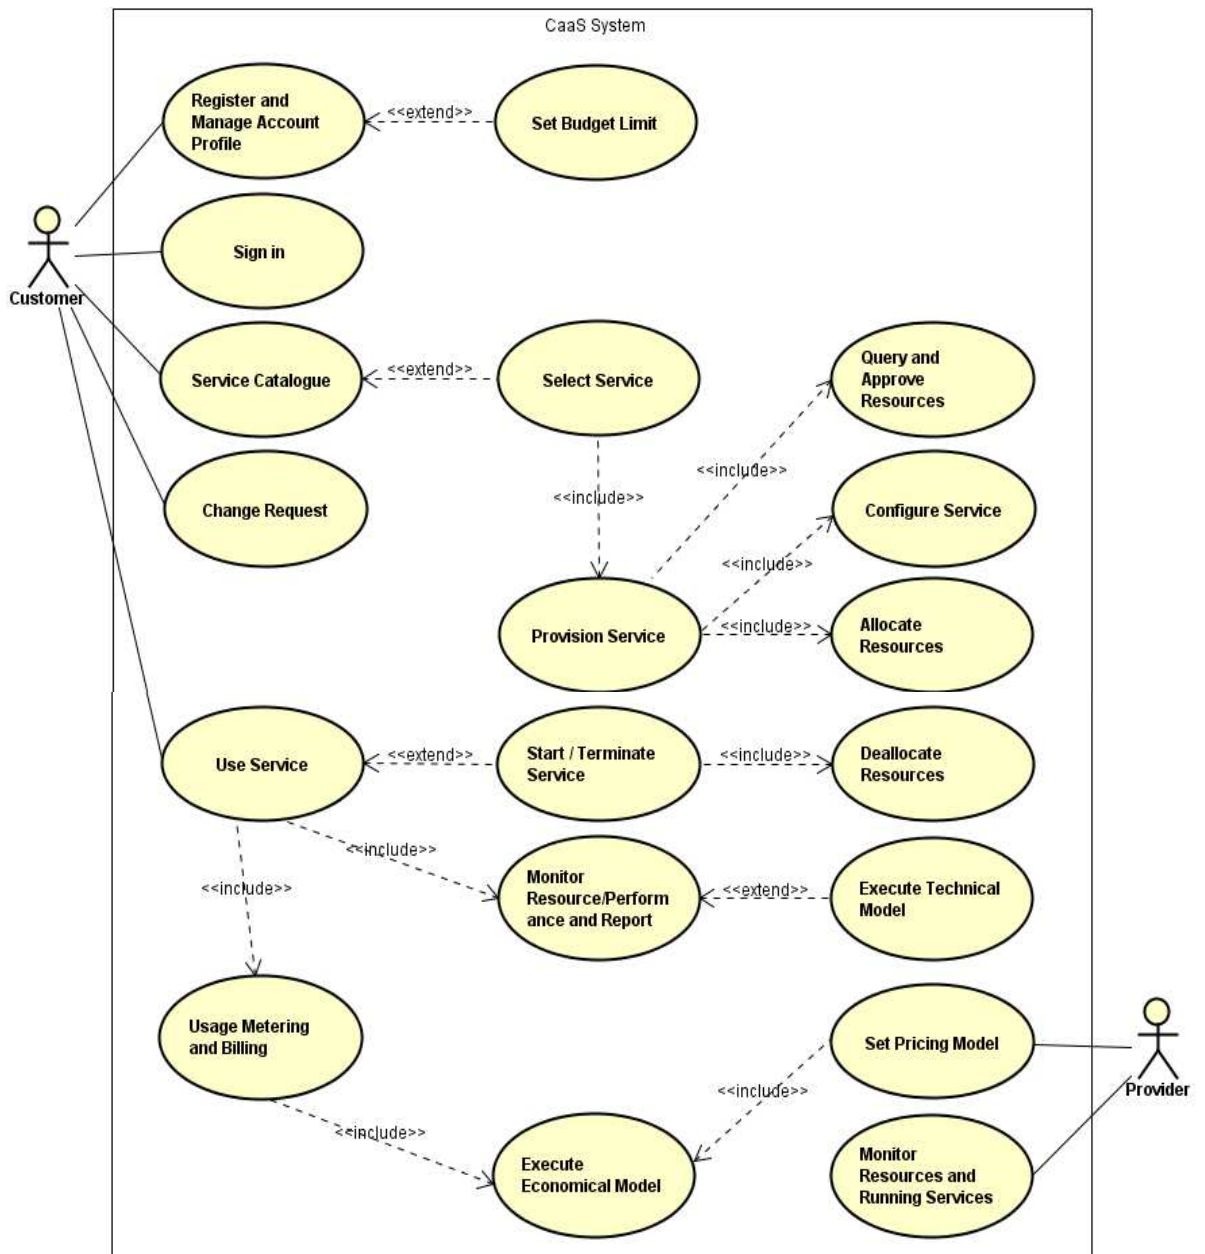 CaaS System
Register and
Manage Account
Profile
<<extend>>
Set Budget Limit
Sign in
Customer
Service Catalogue
<<extend>>
Select Service
Query and
Approve
Resources
<<include>>
Change Request
<<include>>
Configure Service
<<include>>
Provision Service
<<include>>
Allocate
Resources
Use Service
<<extend>>
Start / Terminate
Service
<<include>>
Deallocate
Resources
<<include>>
<<include>>
Monitor
Resource/Perform
ance and Report
<<extend>>
Execute Technical
Model
Usage Metering
and Billing
Set Pricing Model
Provider
<<include>>
<<include>>
Execute
Economical Model
Monitor
Resources and
Running Services